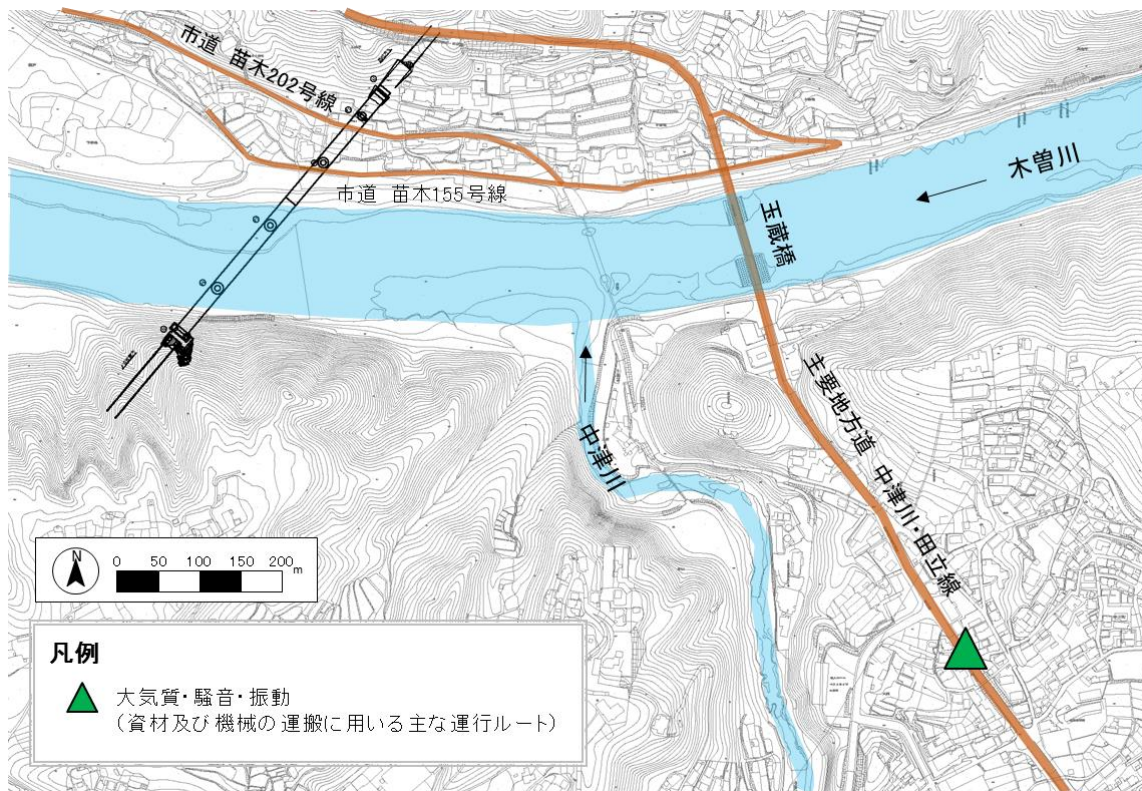 市道 苗木202号線
木曽川
市道 苗木155号線
玉蔵橋
主要地方道 中津川・田立線
中津川
N
0 50 100 150 200m
凡例
大気質・騒音・振動
(資材及び機械の運搬に用いる主な運行ルート)